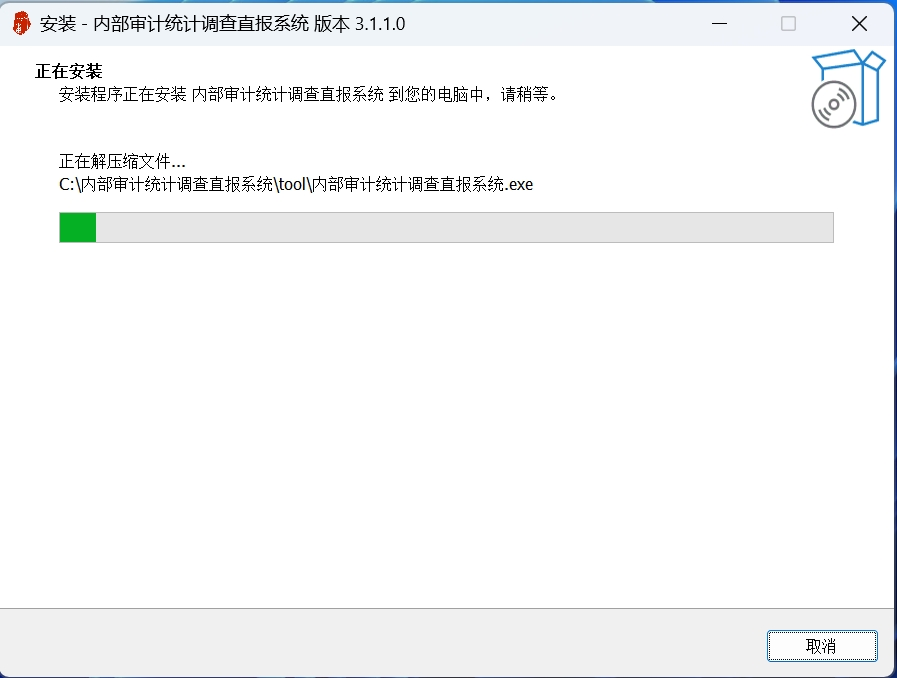 安装 - 内部审计统计调查直报系统 版本 3.1.1.0
正在安装
安装程序正在安装 内部审计统计调查直报系统 到您的电脑中，请稍等。
正在解压缩文件...
C:\内部审计统计调查直报系统\tool\内部审计统计调查直报系统.exe
取消